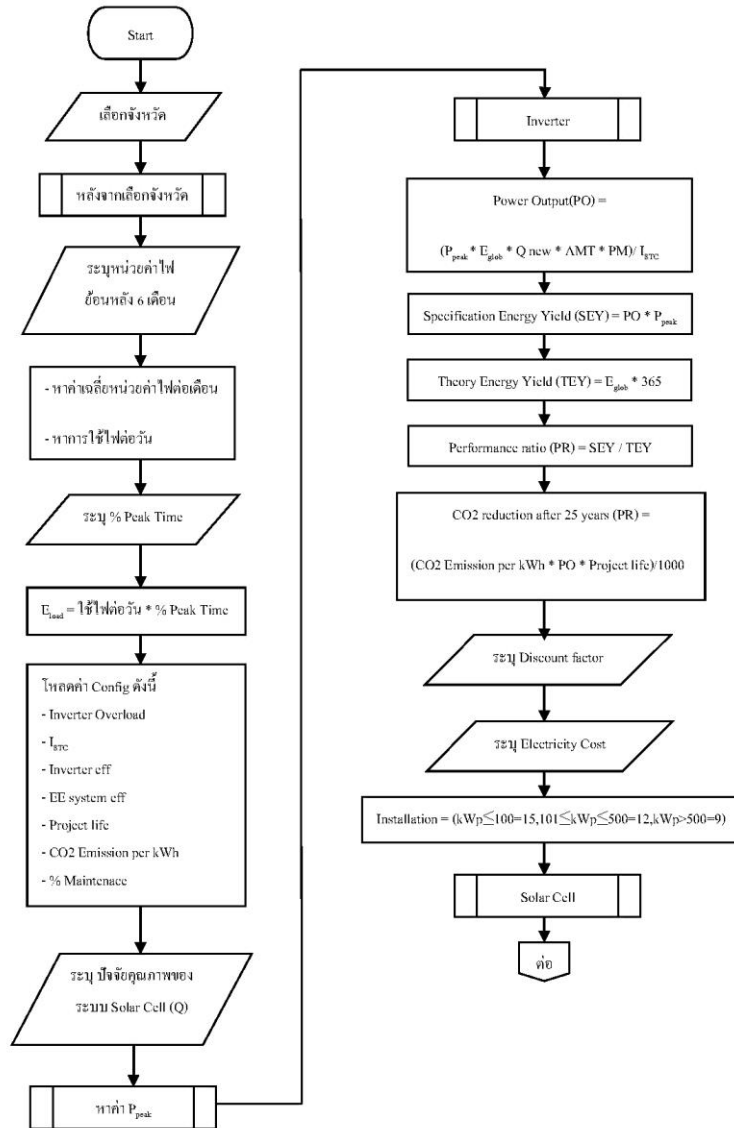 Start
เลือกจังหวัด
หลังจากเลือกจังหวัด
ระบุหน่วยค่าไฟ
ย้อนหลัง 6 เดือน
- หาค่าเฉลี่ยหน่วยค่าไฟต่อเดือน
- หาการใช้ไฟต่อวัน
ระบุ % Peak Time
E_load = ใช้ไฟต่อวัน * % Peak Time
โหลดค่า Config ดังนี้
- Inverter Overload
- I_STC
- Inverter eff
- EE system eff
- Project life
- CO2 Emission per kWh
- % Maintenace
ระบุ ปัจจัยคุณภาพของ
ระบบ Solar Cell (Q)
หาค่า P_peak
Inverter
Power Output(PO) =
(P_peak * E_glob * Q new * AMT * PM)/ I_STC
Specification Energy Yield (SEY) = PO * P_peak
Theory Energy Yield (TEY) = E_glob * 365
Performance ratio (PR) = SEY / TEY
CO2 reduction after 25 years (PR) =
(CO2 Emission per kWh * PO * Project life)/1000
ระบุ Discount factor
ระบุ Electricity Cost
Installation = (kWp≤100=15,101≤kWp≤500=12,kWp>500=9)
Solar Cell
ต่อ